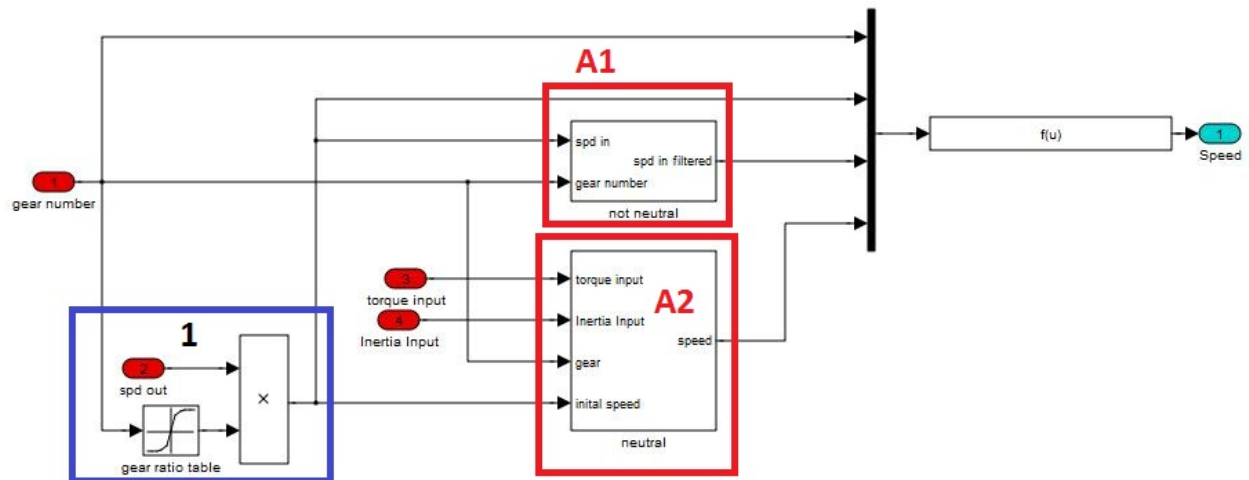 A1
spd in
spd in filtered
gear number
not neutral
f(u)
1
Speed
1
gear number
3
torque input
4
Inertia Input
torque input
A2
Inertia Input
speed
gear
inital speed
neutral
1
2
spd out
×
gear ratio table